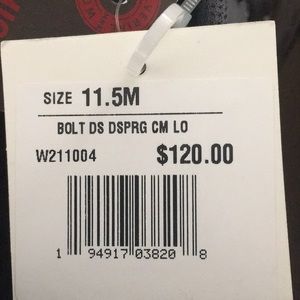 SIZE 11.5M
BOLT DS DSPRG CM LO
W211004 $120.00
1 94917 03820 8